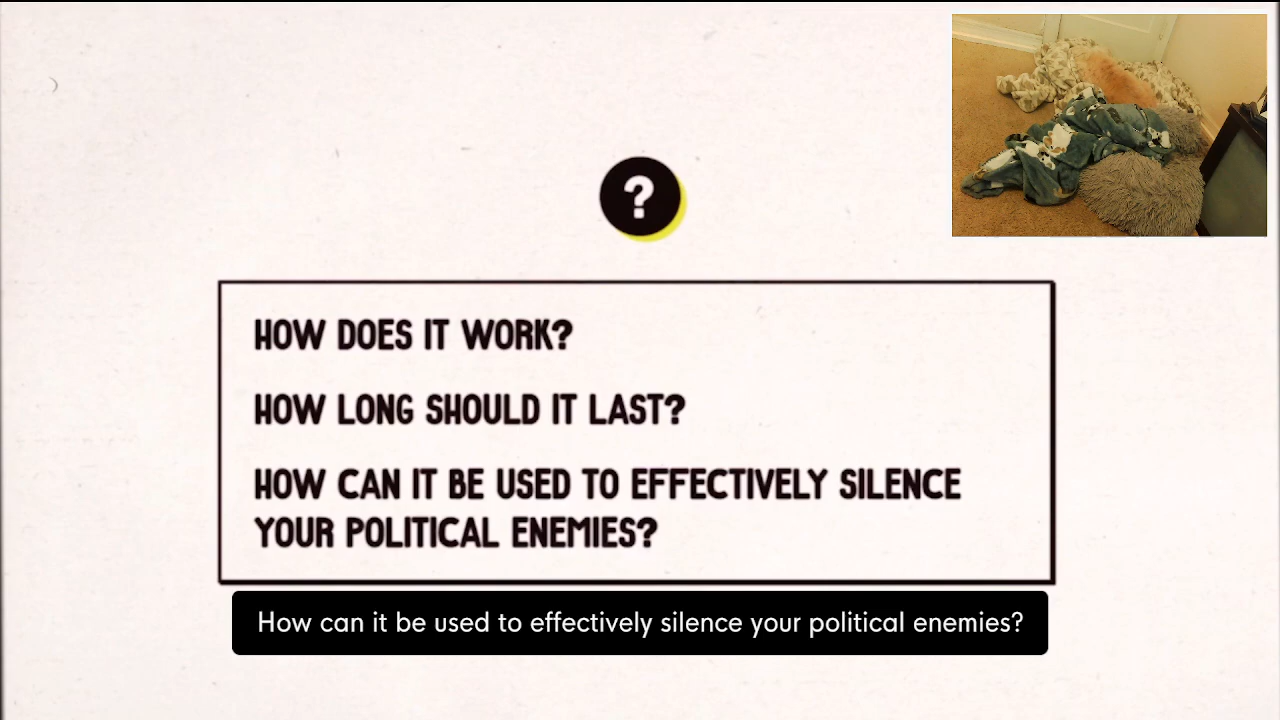 ?
HOW DOES IT WORK?
HOW LONG SHOULD IT LAST?
HOW CAN IT BE USED TO EFFECTIVELY SILENCE
YOUR POLITICAL ENEMIES?
How can it be used to effectively silence your political enemies?